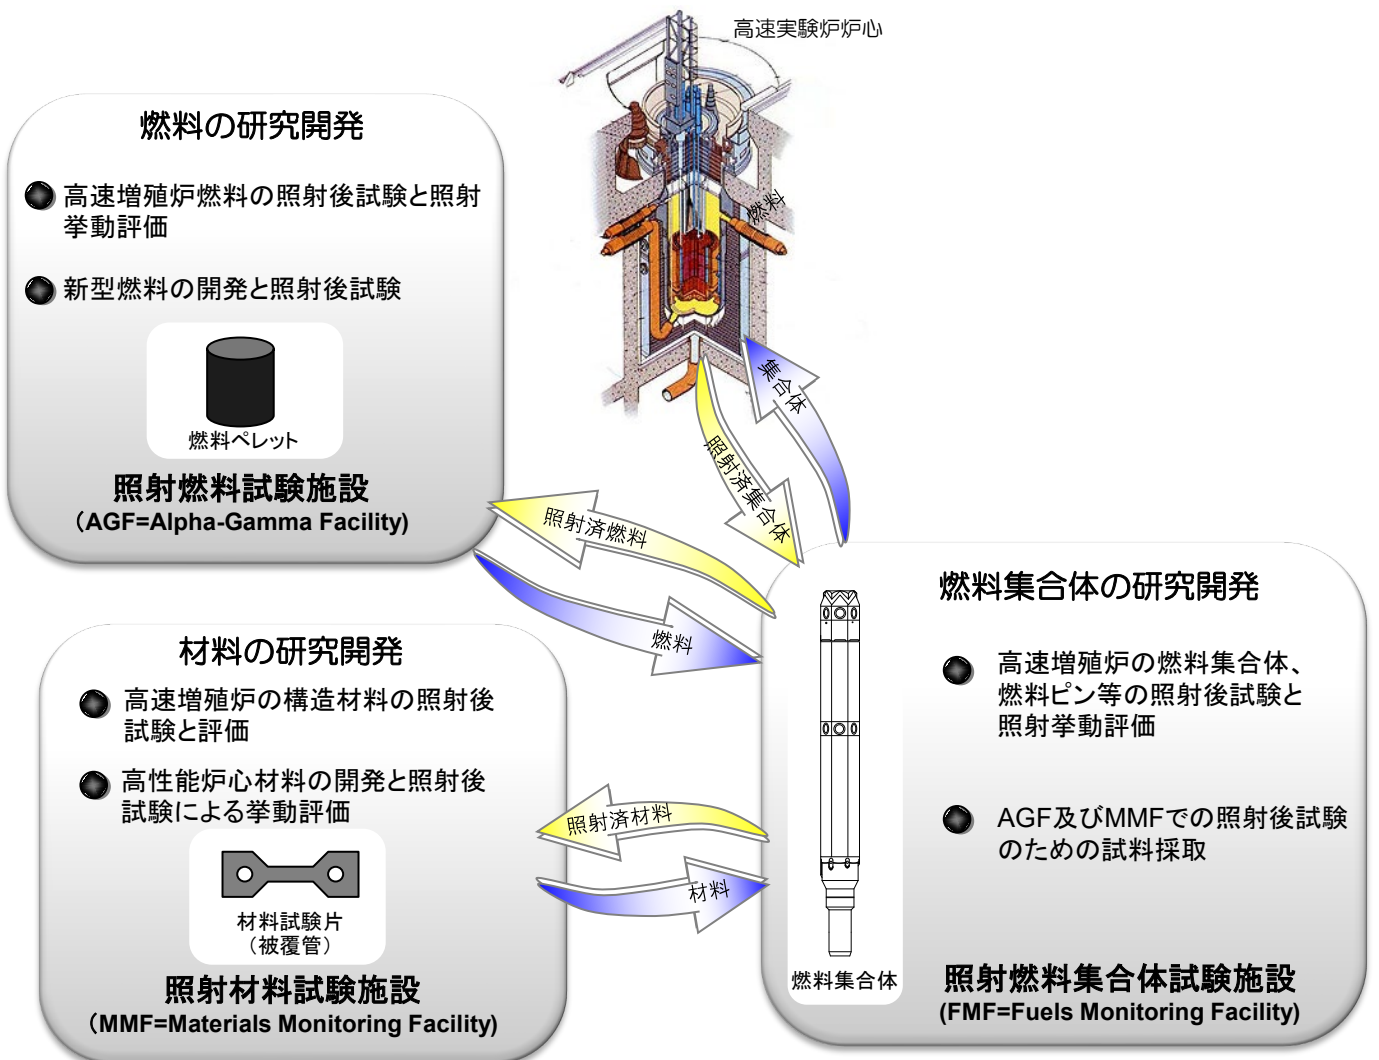 高速実験炉炉心
燃料
集合体
照射済集合体
燃料の研究開発
高速増殖炉燃料の照射後試験と照射
挙動評価
新型燃料の開発と照射後試験
燃料ペレット
照射燃料試験施設
（AGF=Alpha-Gamma Facility)
照射済燃料
燃料
材料の研究開発
高速増殖炉の構造材料の照射後
試験と評価
高性能炉心材料の開発と照射後
試験による挙動評価
材料試験片
（被覆管）
照射材料試験施設
（MMF=Materials Monitoring Facility)
照射済材料
材料
燃料集合体の研究開発
高速増殖炉の燃料集合体、
燃料ピン等の照射後試験と
照射挙動評価
AGF及びMMFでの照射後試験
のための試料採取
燃料集合体
照射燃料集合体試験施設
(FMF=Fuels Monitoring Facility)